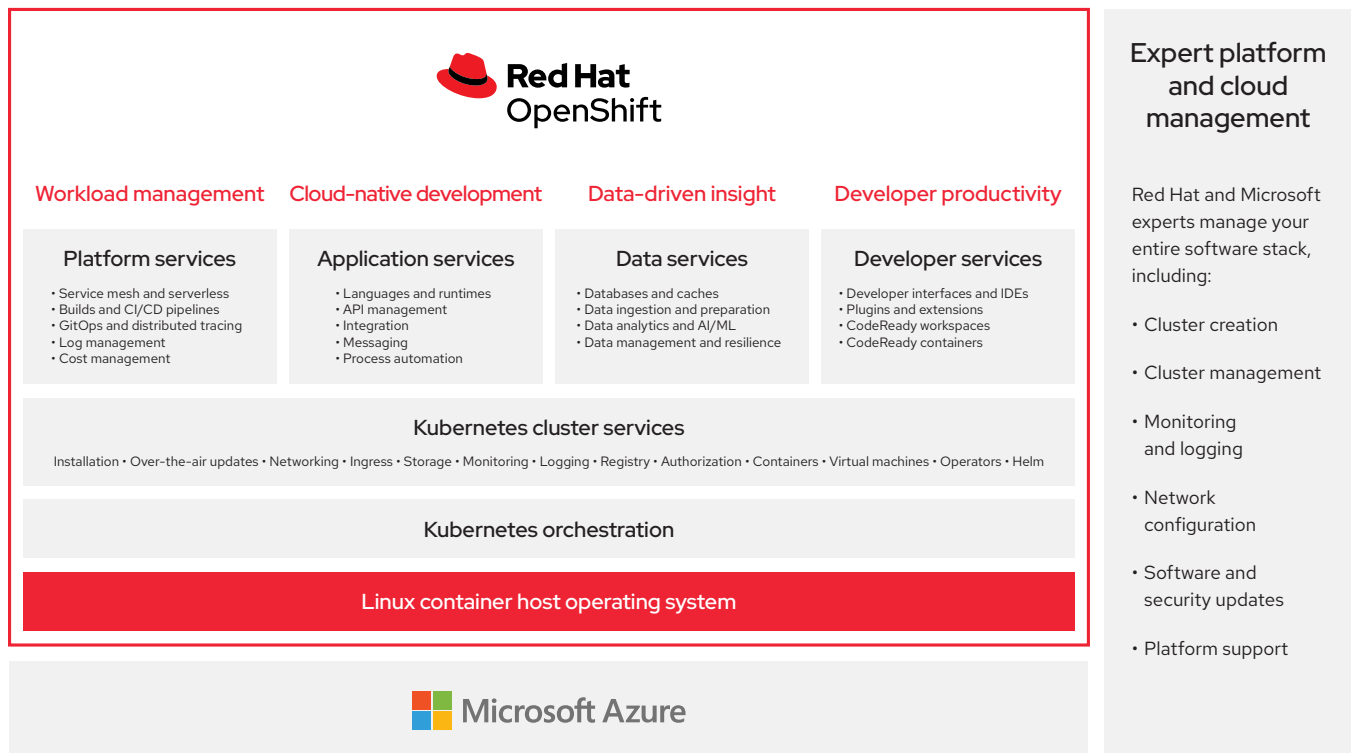 Red Hat
OpenShift
Workload management
Platform services
• Service mesh and serverless
• Builds and CI/CD pipelines
• GitOps and distributed tracing
• Log management
• Cost management
Cloud-native development
Application services
• Languages and runtimes
• API management
• Integration
• Messaging
• Process automation
Data-driven insight
Data services
• Databases and caches
• Data ingestion and preparation
• Data analytics and AI/ML
• Data management and resilience
Developer productivity
Developer services
• Developer interfaces and IDEs
• Plugins and extensions
• CodeReady workspaces
• CodeReady containers
Kubernetes cluster services
Installation • Over-the-air updates • Networking • Ingress • Storage • Monitoring • Logging • Registry • Authorization • Containers • Virtual machines • Operators • Helm
Kubernetes orchestration
Linux container host operating system
Microsoft Azure
Expert platform
and cloud
management
Red Hat and Microsoft
experts manage your
entire software stack,
including:
• Cluster creation
• Cluster management
• Monitoring
and logging
• Network
configuration
• Software and
security updates
• Platform support